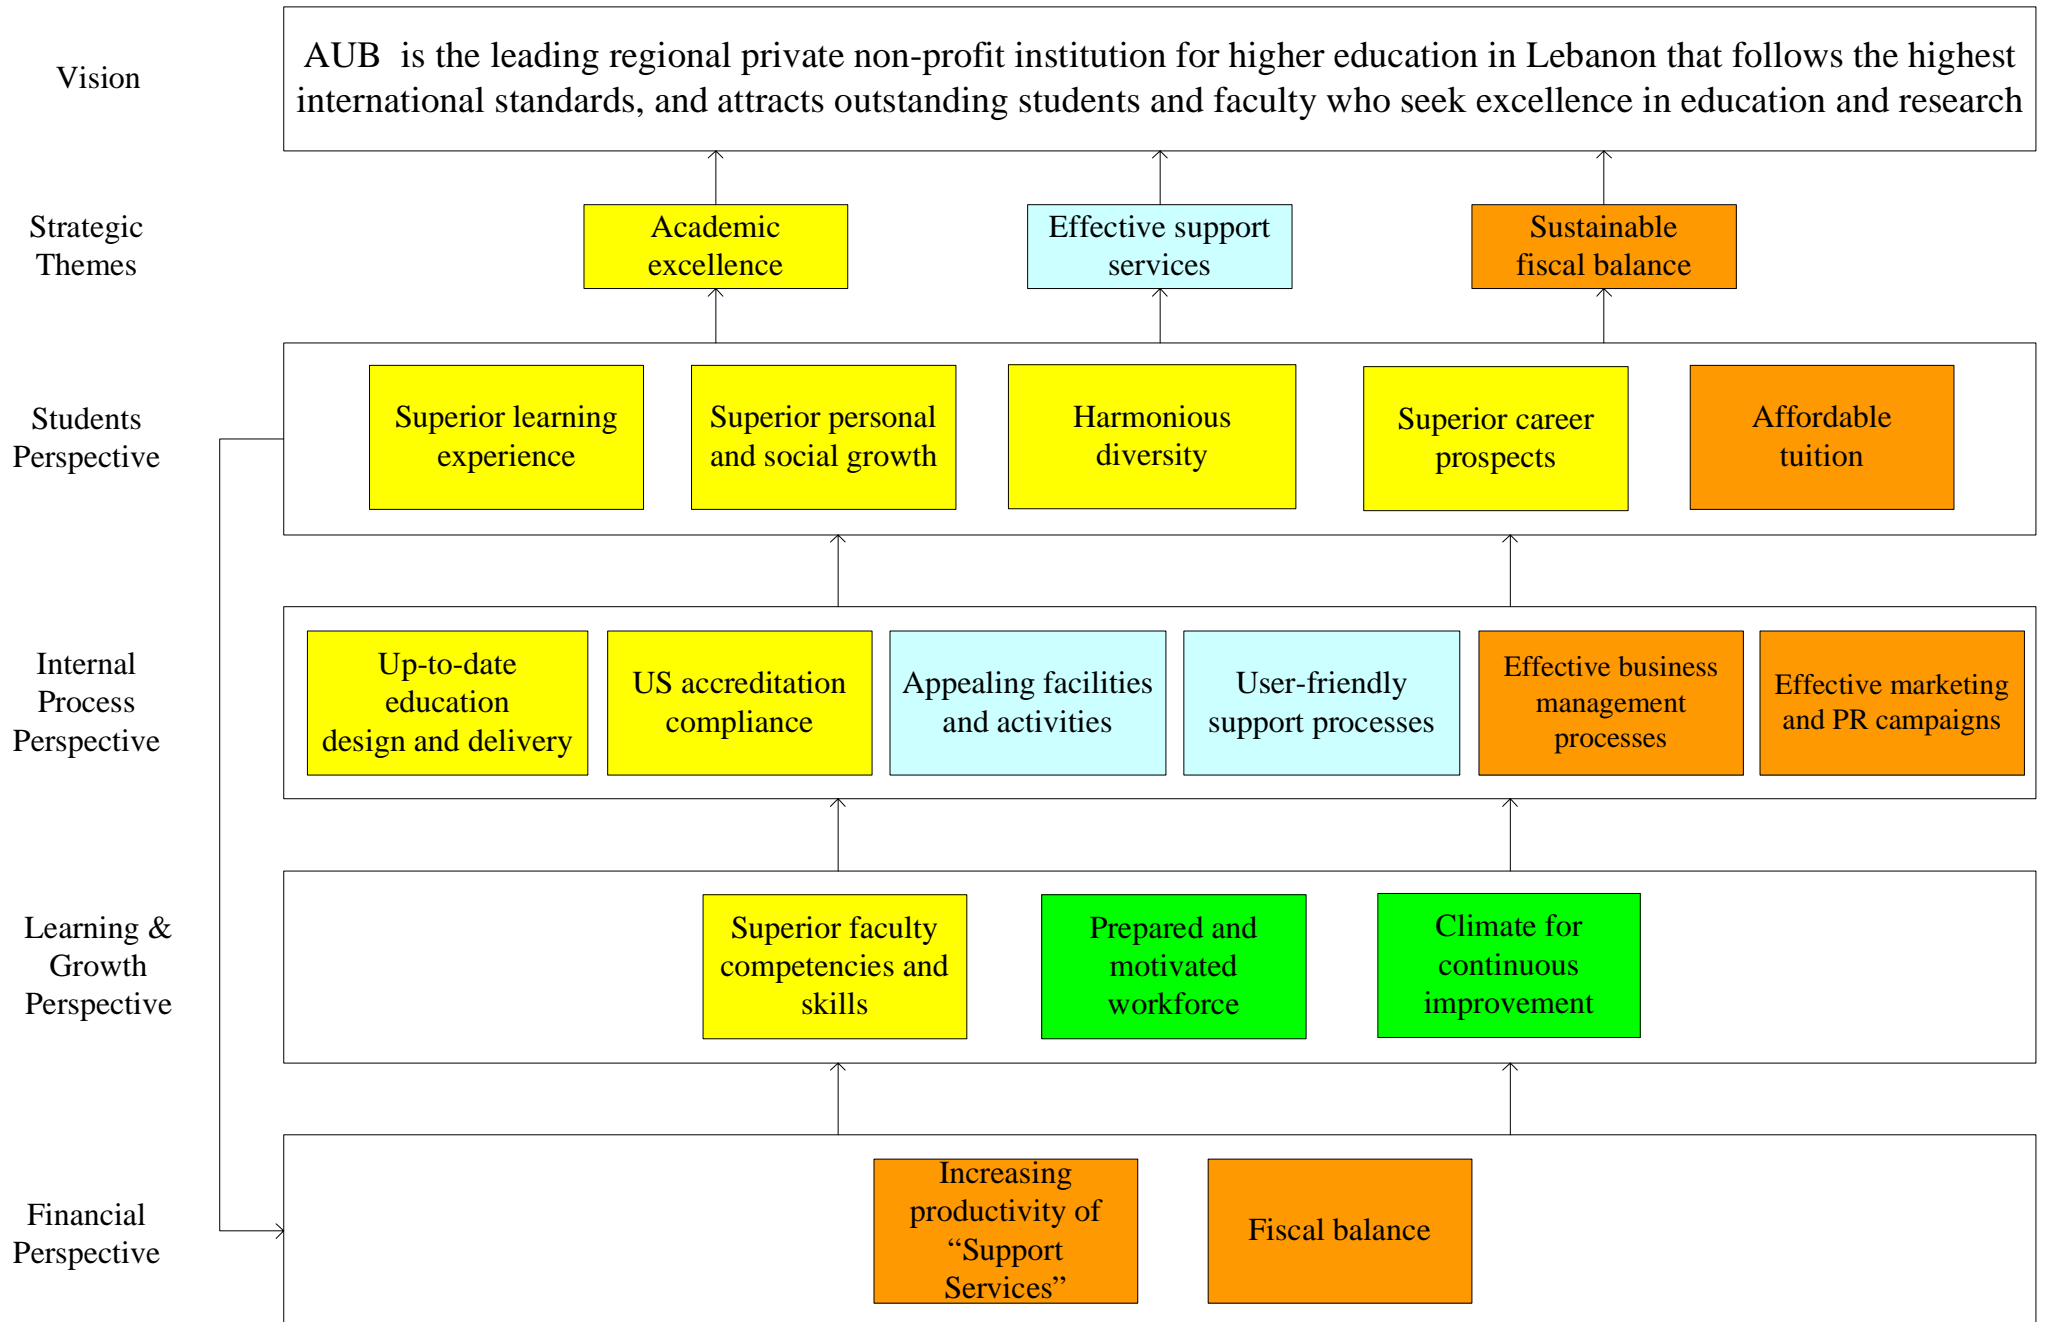 Vision
AUB  is the leading regional private non-profit institution for higher education in Lebanon that follows the highest
international standards, and attracts outstanding students and faculty who seek excellence in education and research
Strategic
Themes
Academic
excellence
Effective support
services
Sustainable
fiscal balance
Students
Perspective
Superior learning
experience
Superior personal
and social growth
Harmonious
diversity
Superior career
prospects
Affordable
tuition
Internal
Process
Perspective
Up-to-date
education
design and delivery
US accreditation
compliance
Appealing facilities
and activities
User-friendly
support processes
Effective business
management
processes
Effective marketing
and PR campaigns
Learning &
Growth
Perspective
Superior faculty
competencies and
skills
Prepared and
motivated
workforce
Climate for
continuous
improvement
Financial
Perspective
Increasing
productivity of
“Support
Services”
Fiscal balance